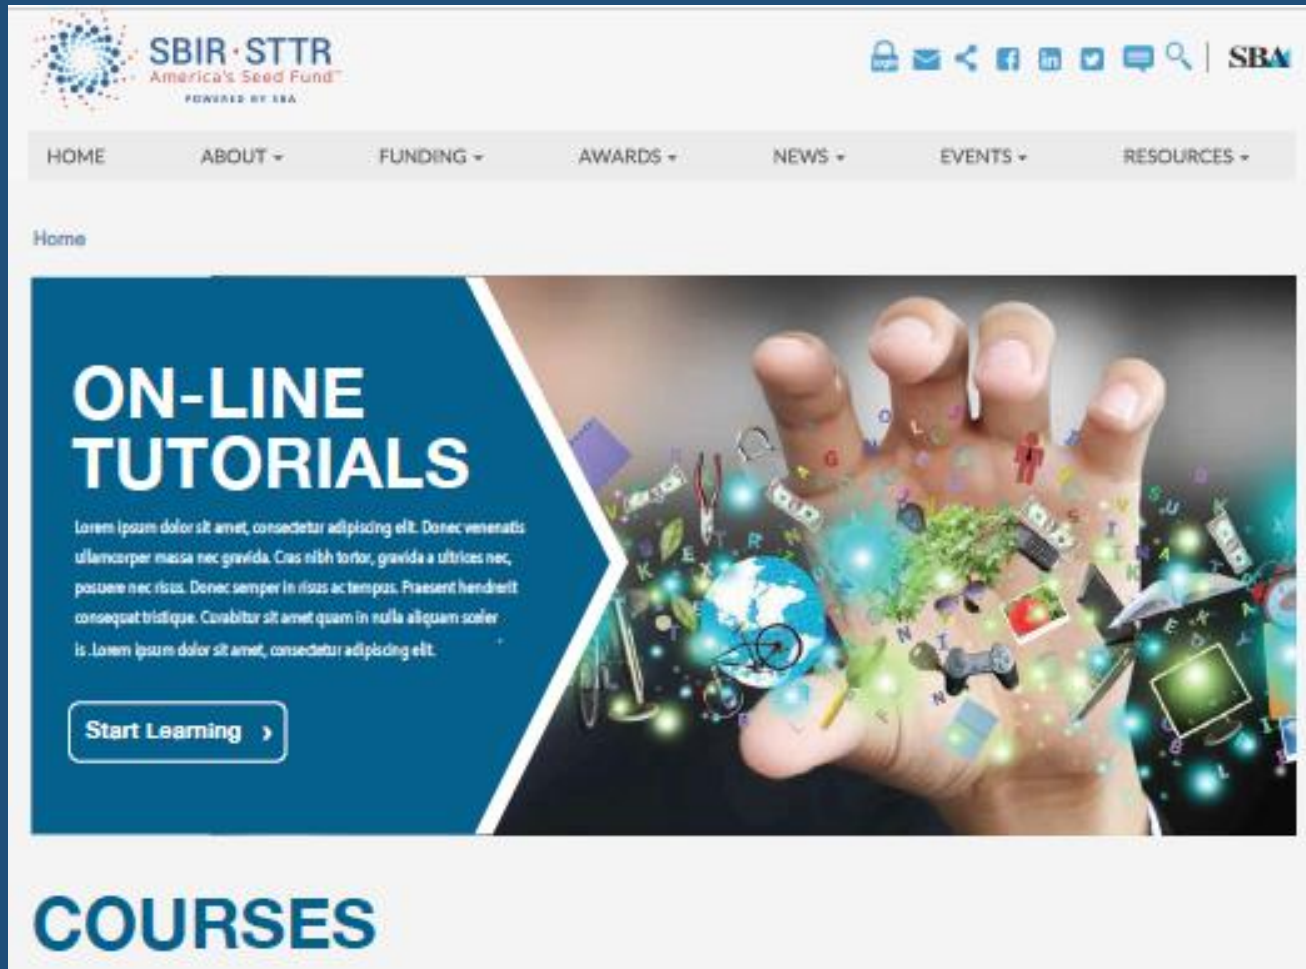 SBIR·STTR
America's Seed Fund™
POWERED BY SBA
login
SBA
HOME ABOUT FUNDING AWARDS NEWS EVENTS RESOURCES
Home
ON-LINE
TUTORIALS
Lorem ipsum dolor sit amet, consectetur adipiscing elit. Donec venenatis
ullamcorper massa nec gravida. Cras nibh tortor, gravida a ultrices nec,
posuere nec risus. Donec semper in risus ac tempus. Praesent hendrerit
consequat tristique. Curabitur sit amet quam in nulla aliquam sceler
is .Lorem ipsum dolor sit amet, consectetur adipiscing elit.
Start Learning ›
COURSES